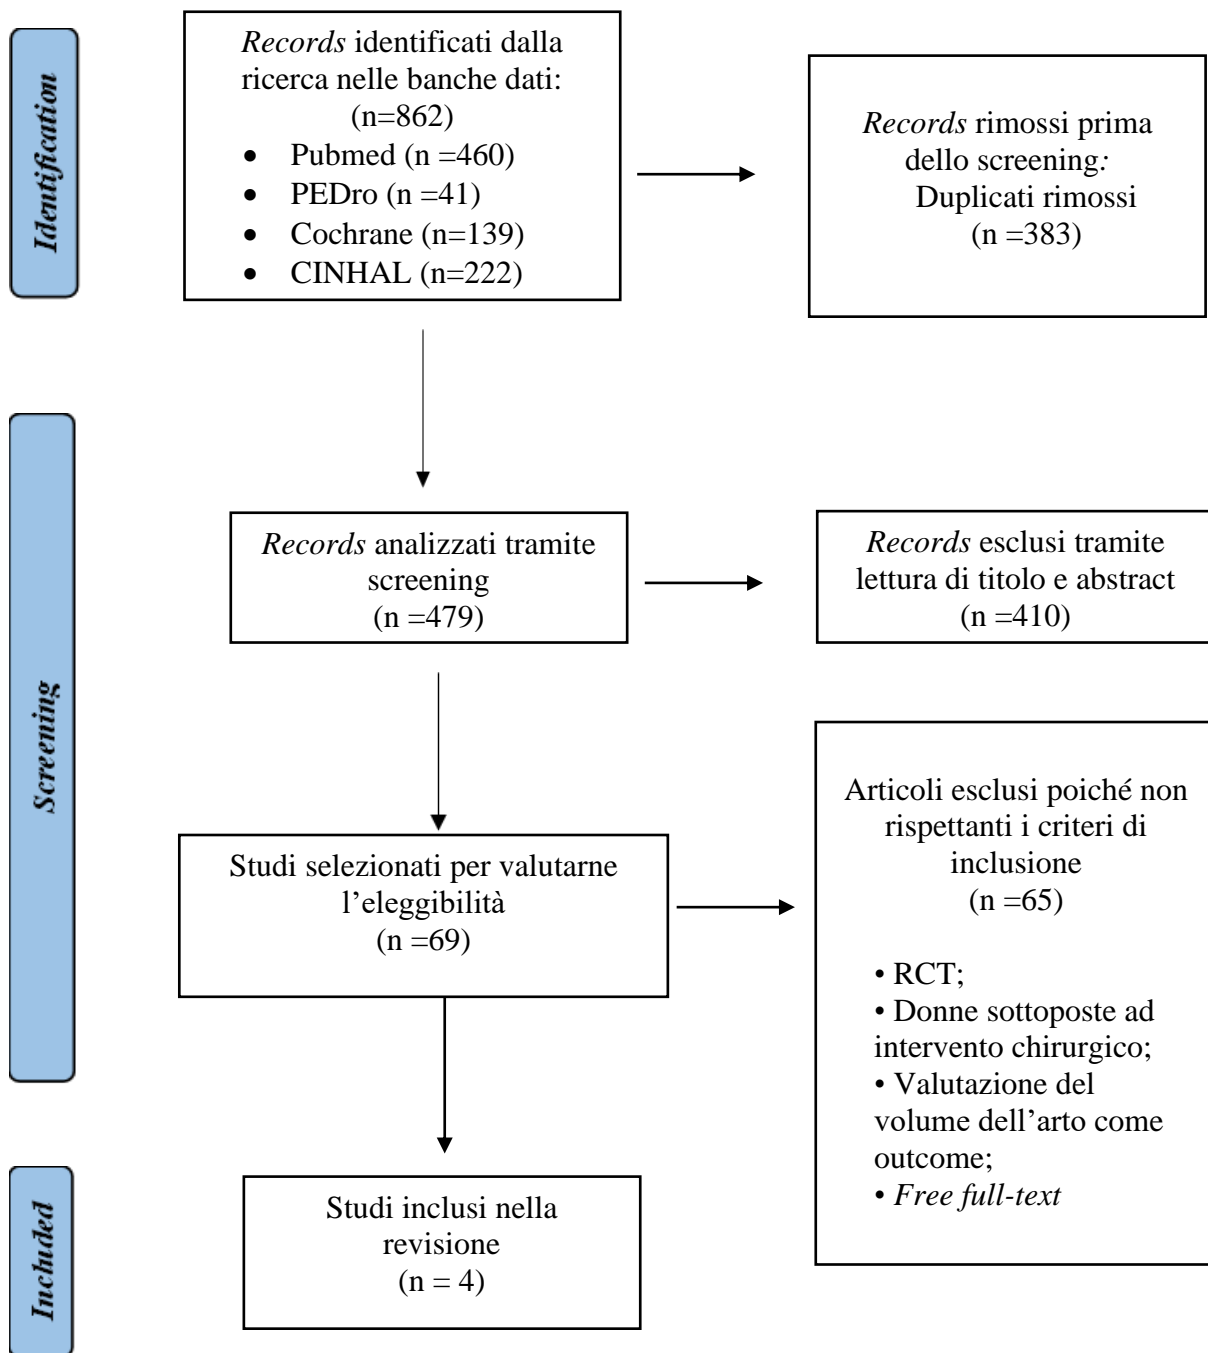 Identification
Records identificati dalla
ricerca nelle banche dati:
(n=862)
• Pubmed (n =460)
• PEDro (n =41)
• Cochrane (n=139)
• CINHAL (n=222)
Records rimossi prima
dello screening:
Duplicati rimossi
(n =383)
Screening
Records analizzati tramite
screening
(n =479)
Records esclusi tramite
lettura di titolo e abstract
(n =410)
Studi selezionati per valutarne
l’eleggibilità
(n =69)
Articoli esclusi poiché non
rispettanti i criteri di
inclusione
(n =65)
• RCT;
• Donne sottoposte ad
intervento chirurgico;
• Valutazione del
volume dell’arto come
outcome;
• Free full-text
Included
Studi inclusi nella
revisione
(n = 4)